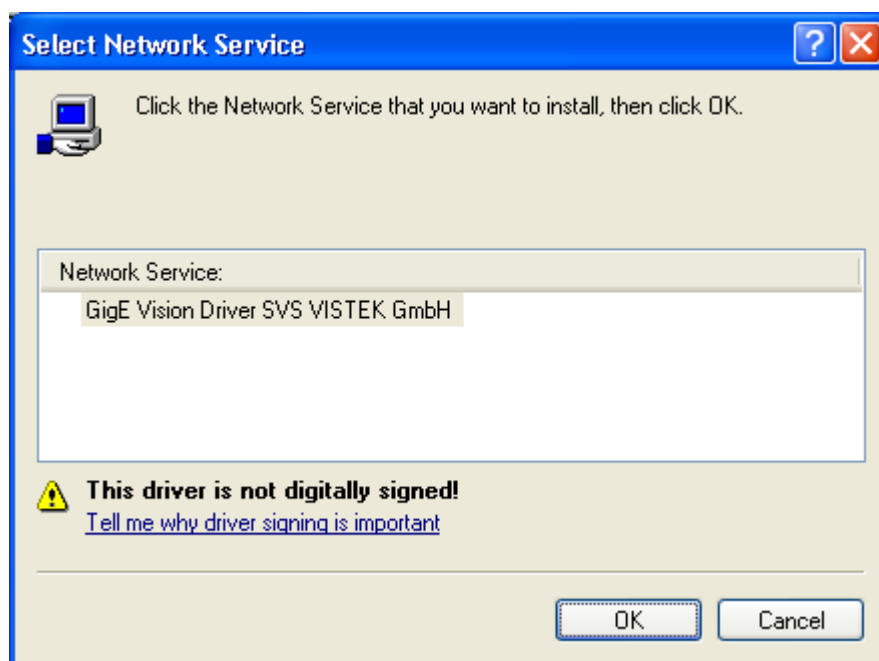 Select Network Service
Click the Network Service that you want to install, then click OK.
Network Service:
GigE Vision Driver SVS VISTEK GmbH
This driver is not digitally signed!
Tell me why driver signing is important
OK
Cancel